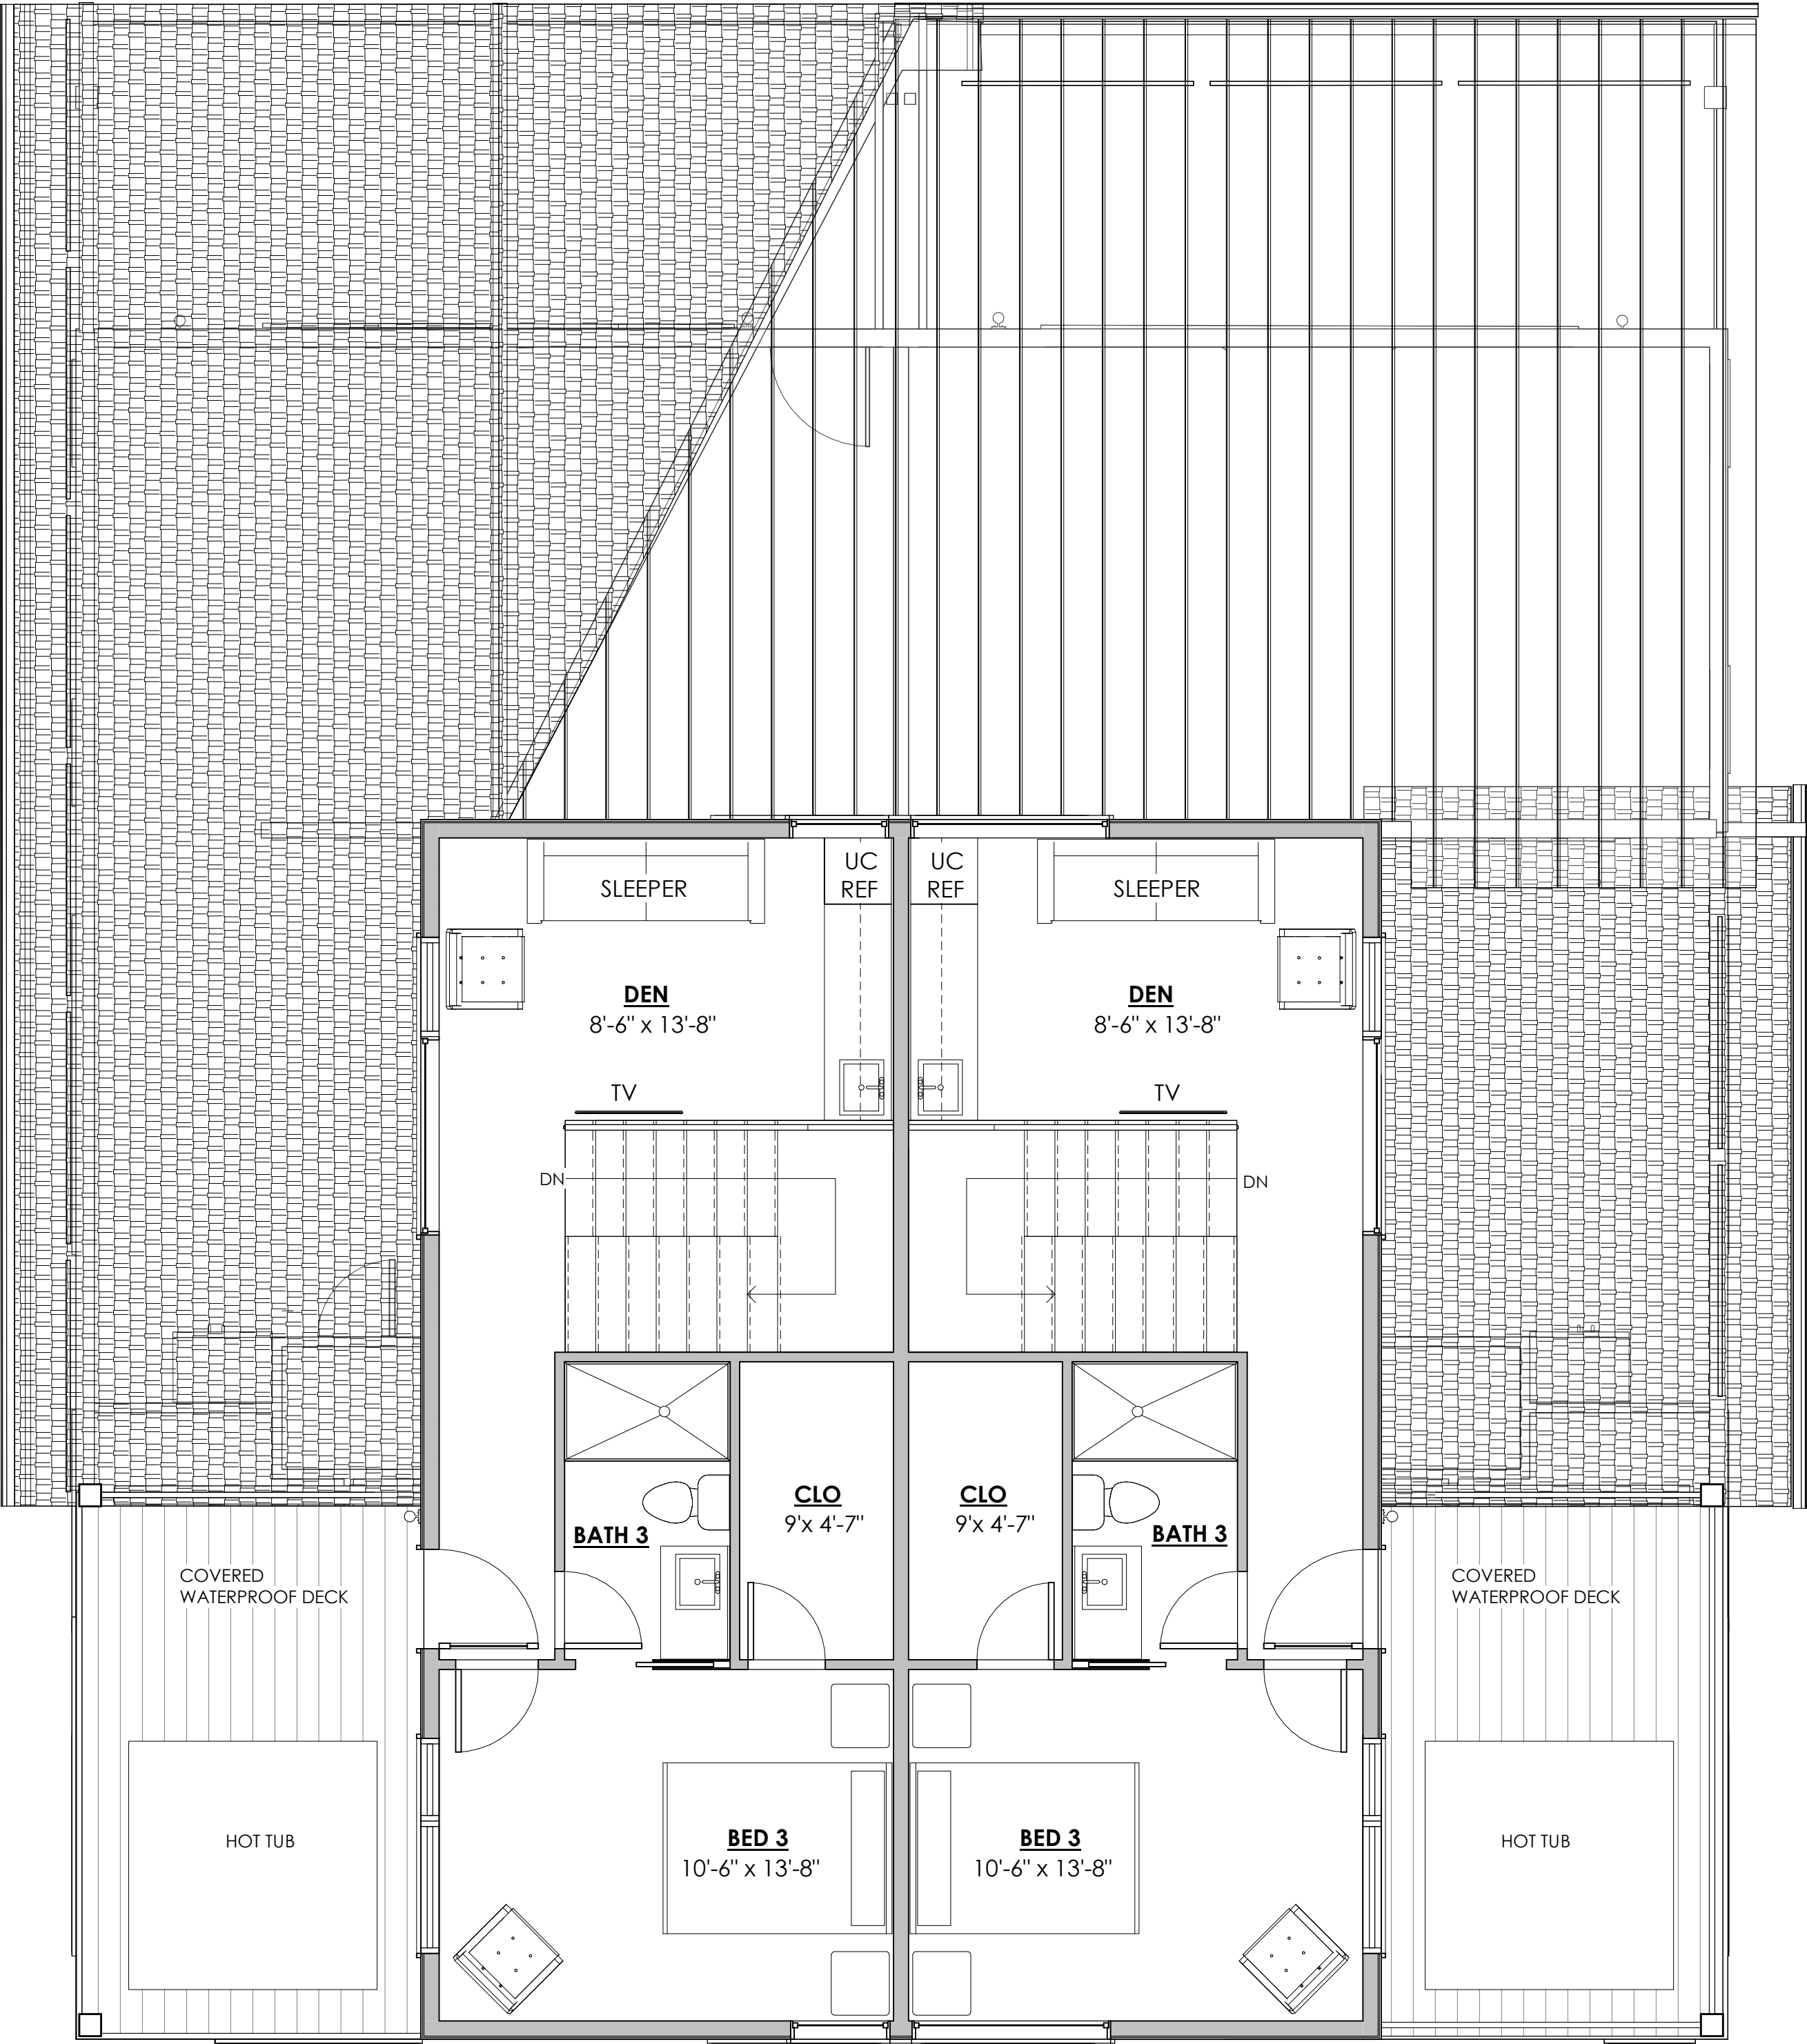 UC
REF
UC
REF
SLEEPER
SLEEPER
DEN
8'-6" x 13'-8"
DEN
8'-6" x 13'-8"
TV
TV
DN
DN
CLO
9'x 4'-7"
CLO
9'x 4'-7"
BATH 3
BATH 3
COVERED
WATERPROOF DECK
COVERED
WATERPROOF DECK
HOT TUB
BED 3
10'-6" x 13'-8"
BED 3
10'-6" x 13'-8"
HOT TUB